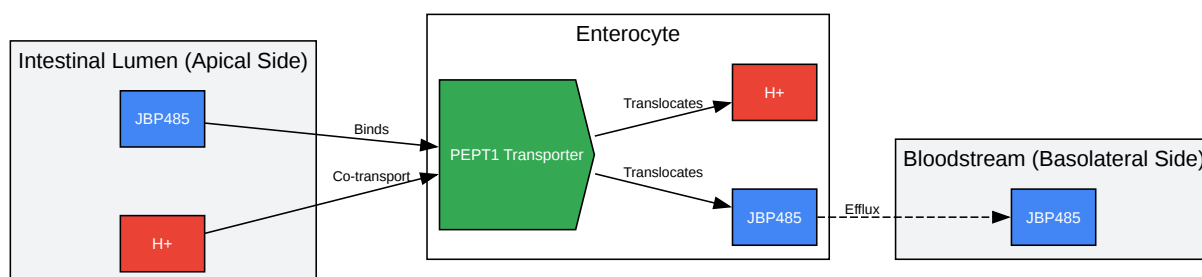 Intestinal Lumen (Apical Side)
JBP485
H+
Binds
Co-transport
Enterocyte
PEPT1 Transporter
Translocates
Translocates
H+
JBP485
Efflux
Bloodstream (Basolateral Side)
JBP485